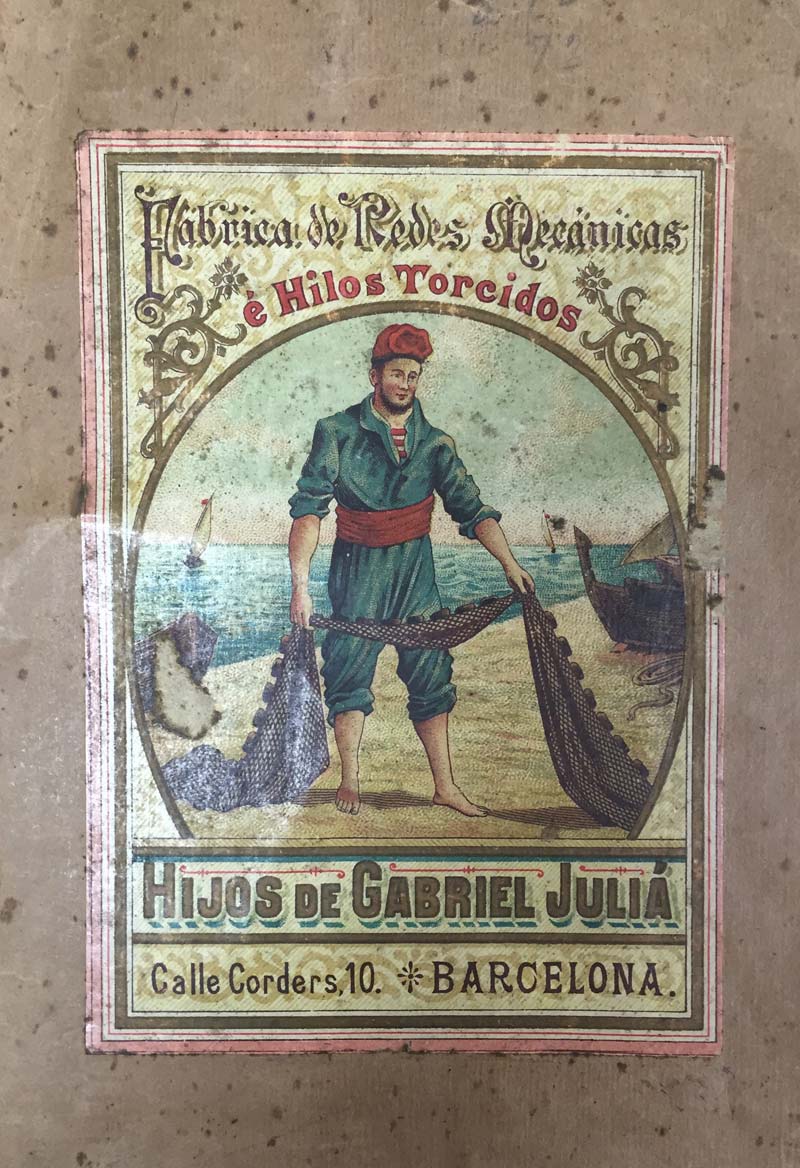 Fábrica de Redes Mecánicas
é Hilos Torcidos
HIJOS DE GABRIEL JULIÁ
Calle Corders, 10. BARCELONA.